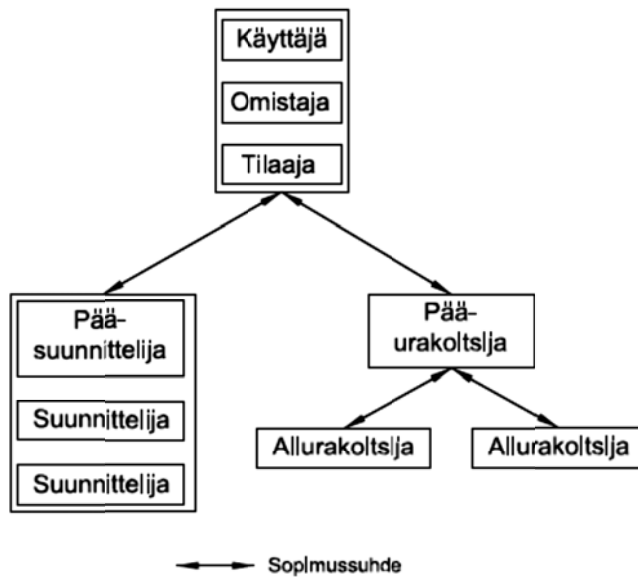 Käyttäjä
Omistaja
Tilaaja
Pää-
suunnittelija
Suunnittelija
Suunnittelija
Pää-
urakoitsija
Aliurakoitsija
Aliurakoitsija
Sopimussuhde